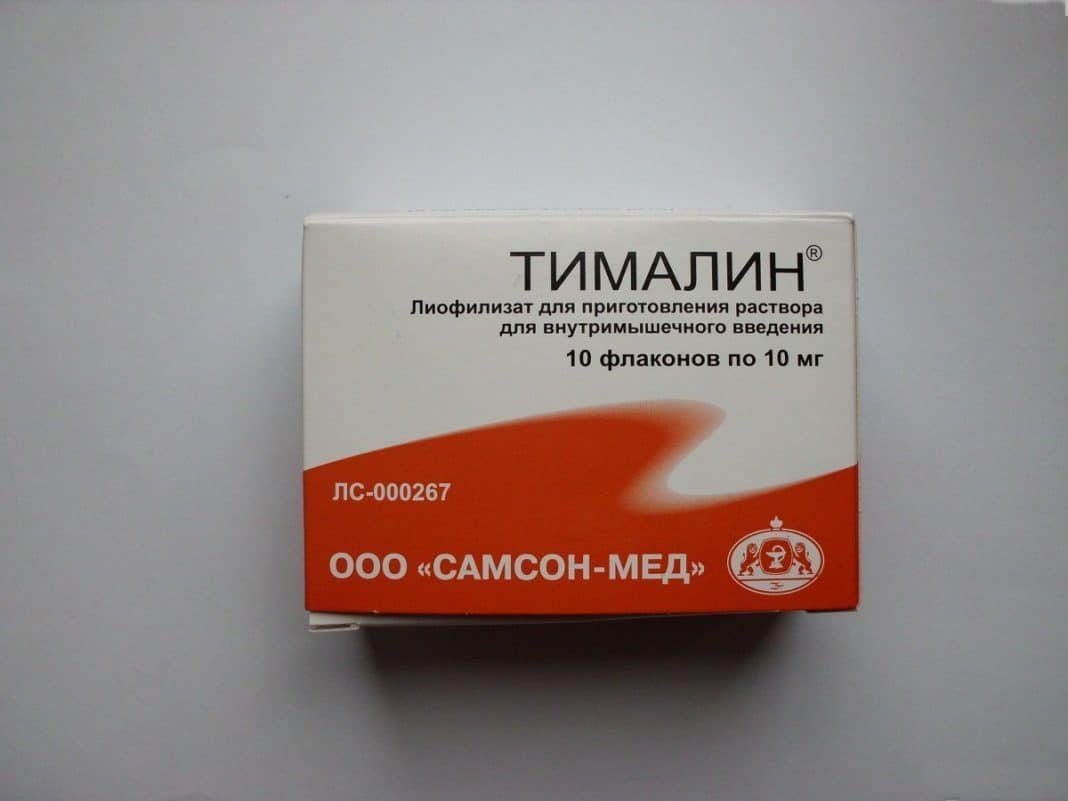 ТИМАЛИН®
Лиофилизат для приготовления раствора
для внутримышечного введения
10 флаконов по 10 мг
ЛС-000267
ООО «САМСОН-МЕД»